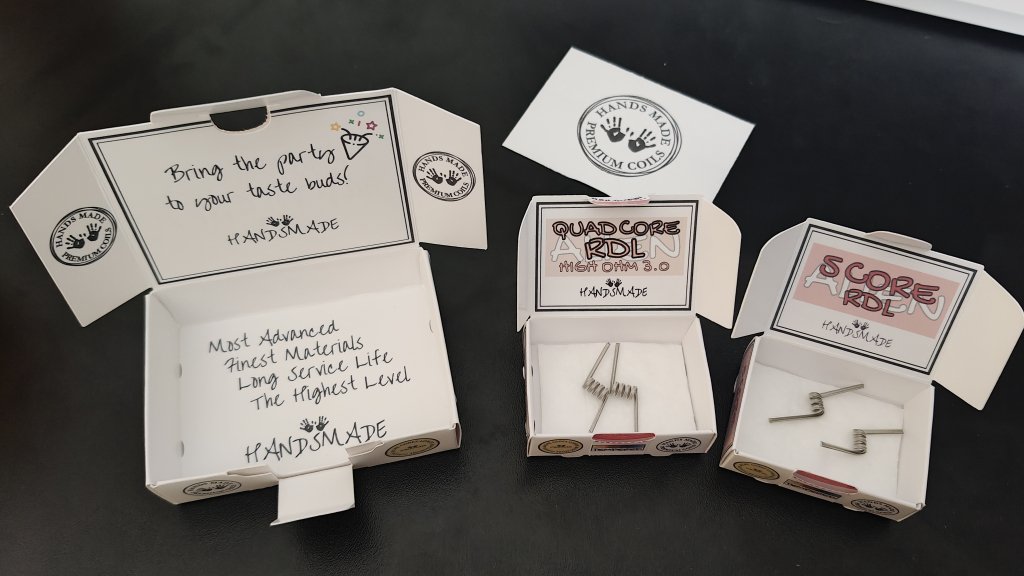 Bring the party
to your taste buds!
HANDSMADE
HANDS MADE
PREMIUM COILS
HANDS MADE
PREMIUM COILS
Most Advanced
Finest Materials
Long Service Life
The Highest Level
HANDSMADE
HANDS MADE
PREMIUM COILS
QUADCORE
RDL
HIGH OHM 3.0
HANDSMADE
5 CORE
RDL
HANDSMADE